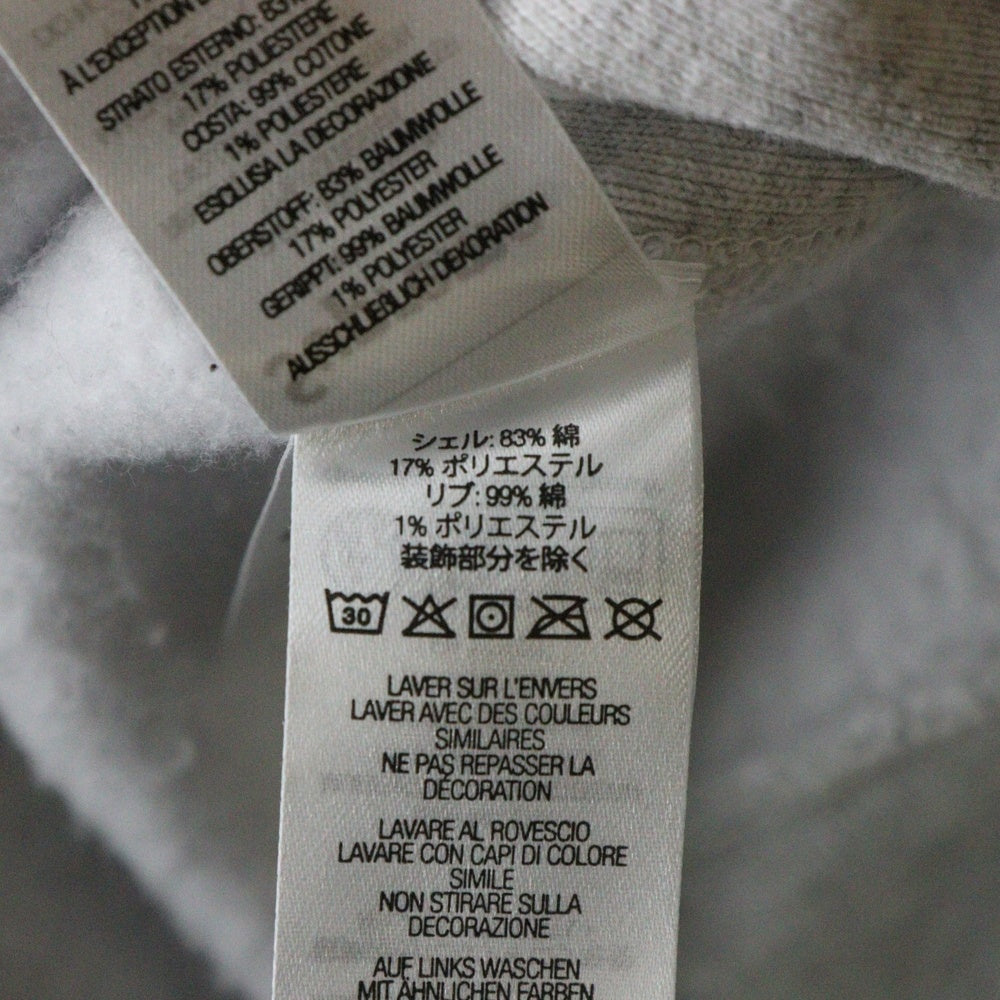 À L'EXCEPTION
STRATO ESTERNO: 83%
17% POLIESTERE
COSTA: 99% COTONE
1% POLIESTERE
ESCLUSA LA DECORAZIONE
OBERSTOFF: 83% BAUMWOLLE
17% POLYESTER
GERIPPT: 99% BAUMWOLLE
1% POLYESTER
AUSSCHLIEBLICH DEKORATION
シェル: 83% 綿
17% ポリエステル
リブ: 99% 綿
1% ポリエステル
装飾部分を除く
30
LAVER SUR L'ENVERS
LAVER AVEC DES COULEURS
SIMILAIRES
NE PAS REPASSER LA
DÉCORATION
LAVARE AL ROVESCIO
LAVARE CON CAPI DI COLORE
SIMILE
NON STIRARE SULLA
DECORAZIONE
AUF LINKS WASCHEN
MIT ÄHNLICHEN FARBEN